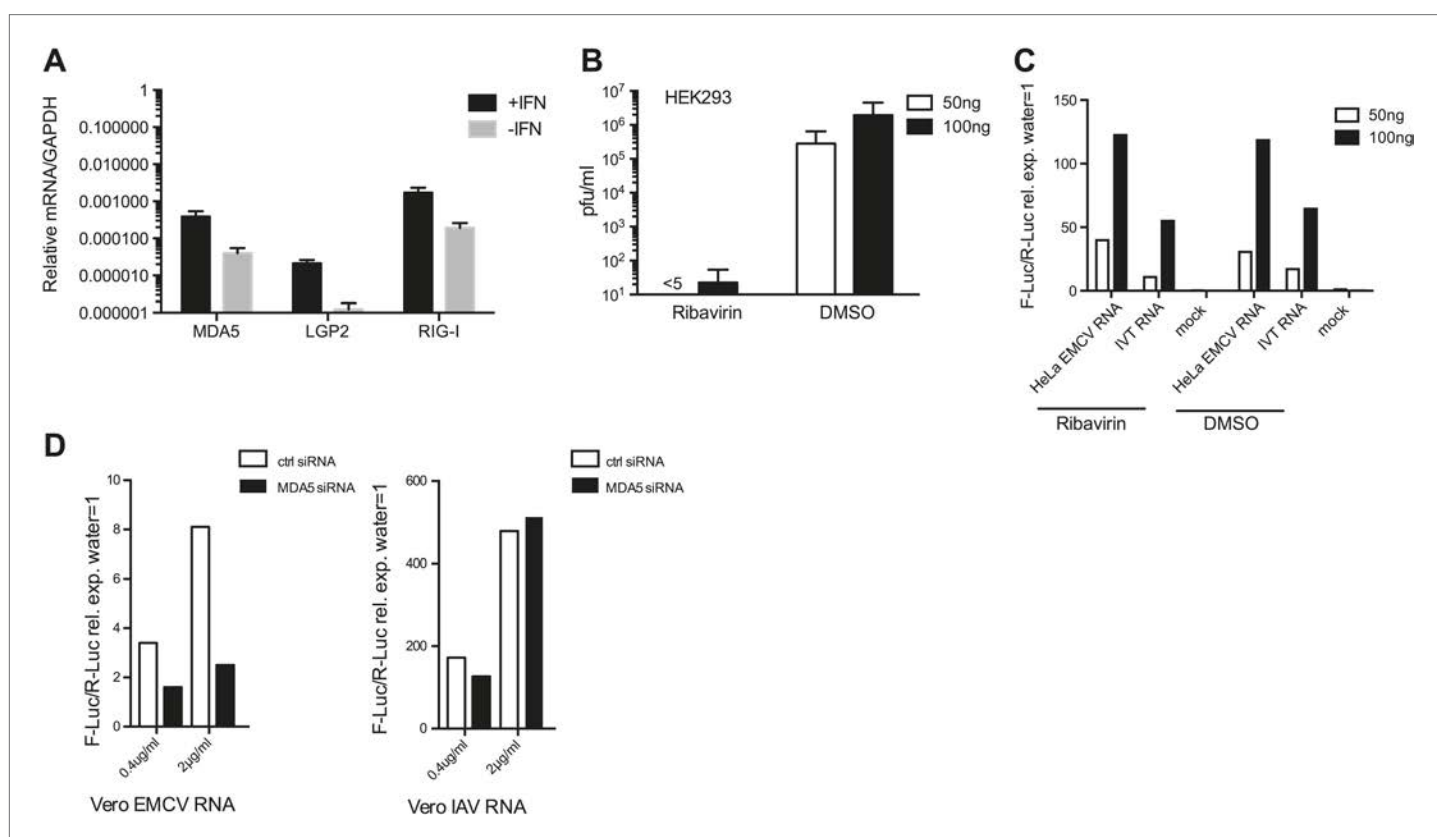 A
Relative mRNA/GAPDH
1
0.100000
0.010000
0.001000
0.000100
0.000010
0.000001
MDA5 LGP2 RIG-I
+IFN
-IFN
B
HEK293
pfu/ml
10⁷
10⁶
10⁵
10⁴
10³
10²
10¹
<5
Ribavirin DMSO
50ng
100ng
C
F-Luc/R-Luc rel. exp. water=1
150
100
50
0
50ng
100ng
HeLa EMCV RNA
IVT RNA
mock
HeLa EMCV RNA
IVT RNA
mock
Ribavirin DMSO
D
ctrl siRNA
MDA5 siRNA
F-Luc/R-Luc rel. exp. water=1
10
8
6
4
2
0
0.4ug/ml
2µg/ml
Vero EMCV RNA
ctrl siRNA
MDA5 siRNA
F-Luc/R-Luc rel. exp. water=1
600
400
200
0
0.4ug/ml
2µg/ml
Vero IAV RNA